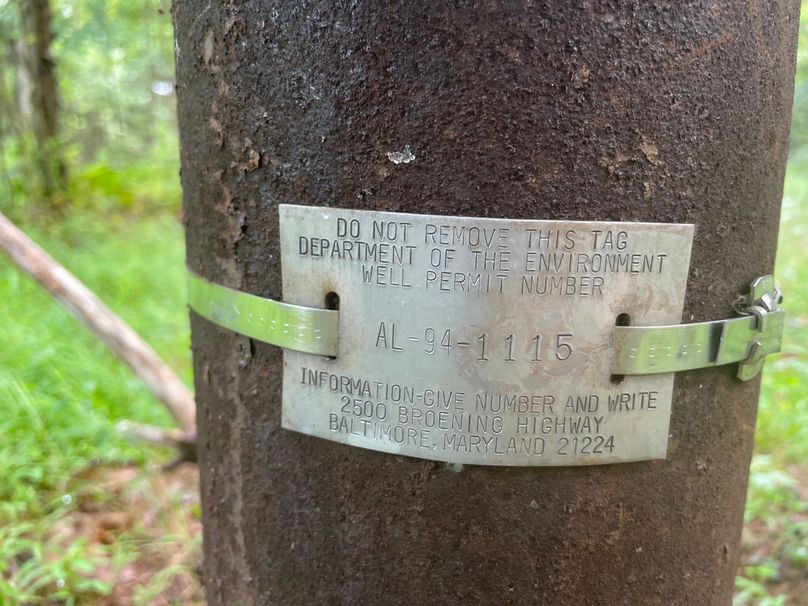 DO NOT REMOVE THIS TAG
DEPARTMENT OF THE ENVIRONMENT
WELL PERMIT NUMBER
AL-94-1115
INFORMATION-GIVE NUMBER AND WRITE
2500 BROENING HIGHWAY
BALTIMORE, MARYLAND 21224